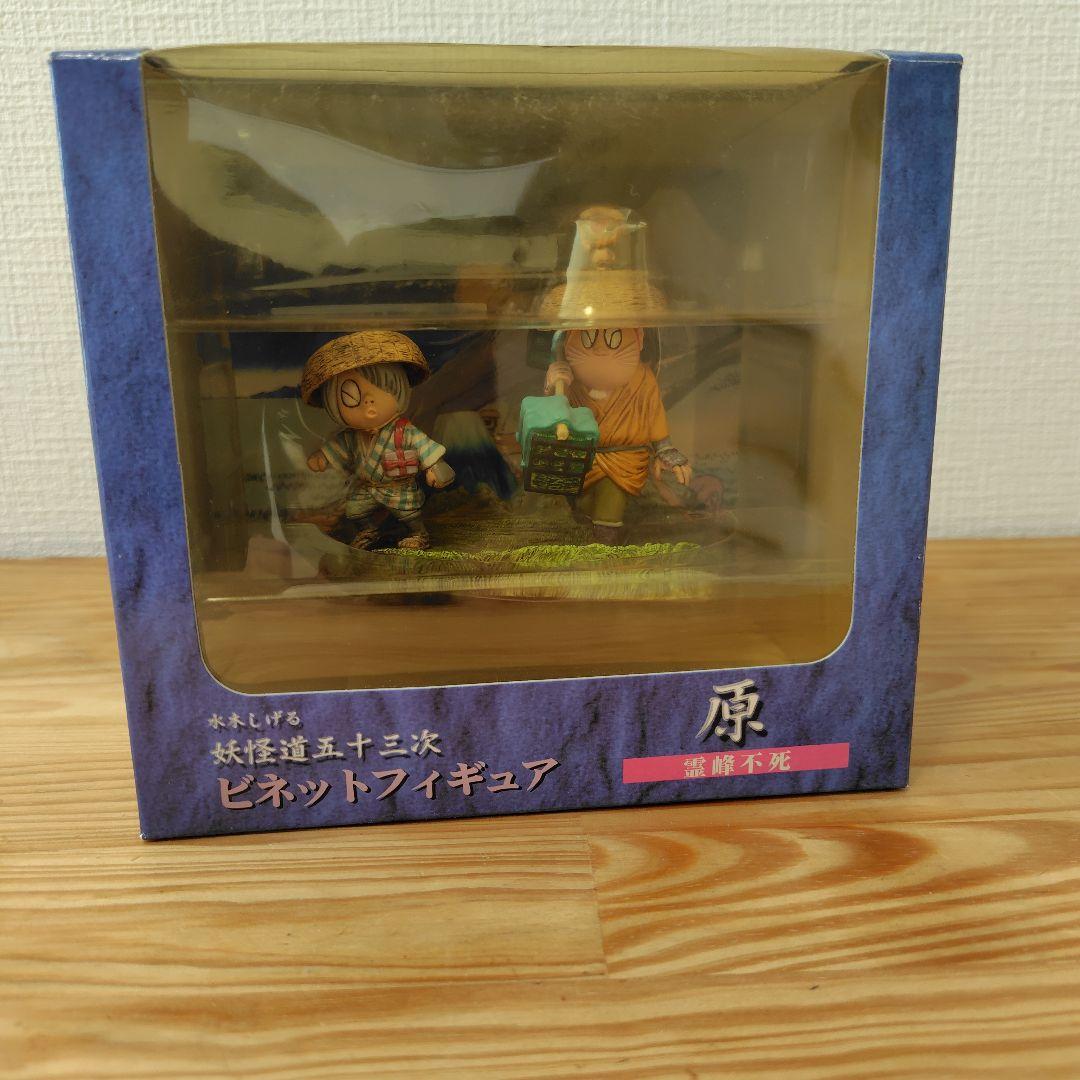 水木しげる
妖怪道五十三次
ビネットフィギュア
原
霊峰不死